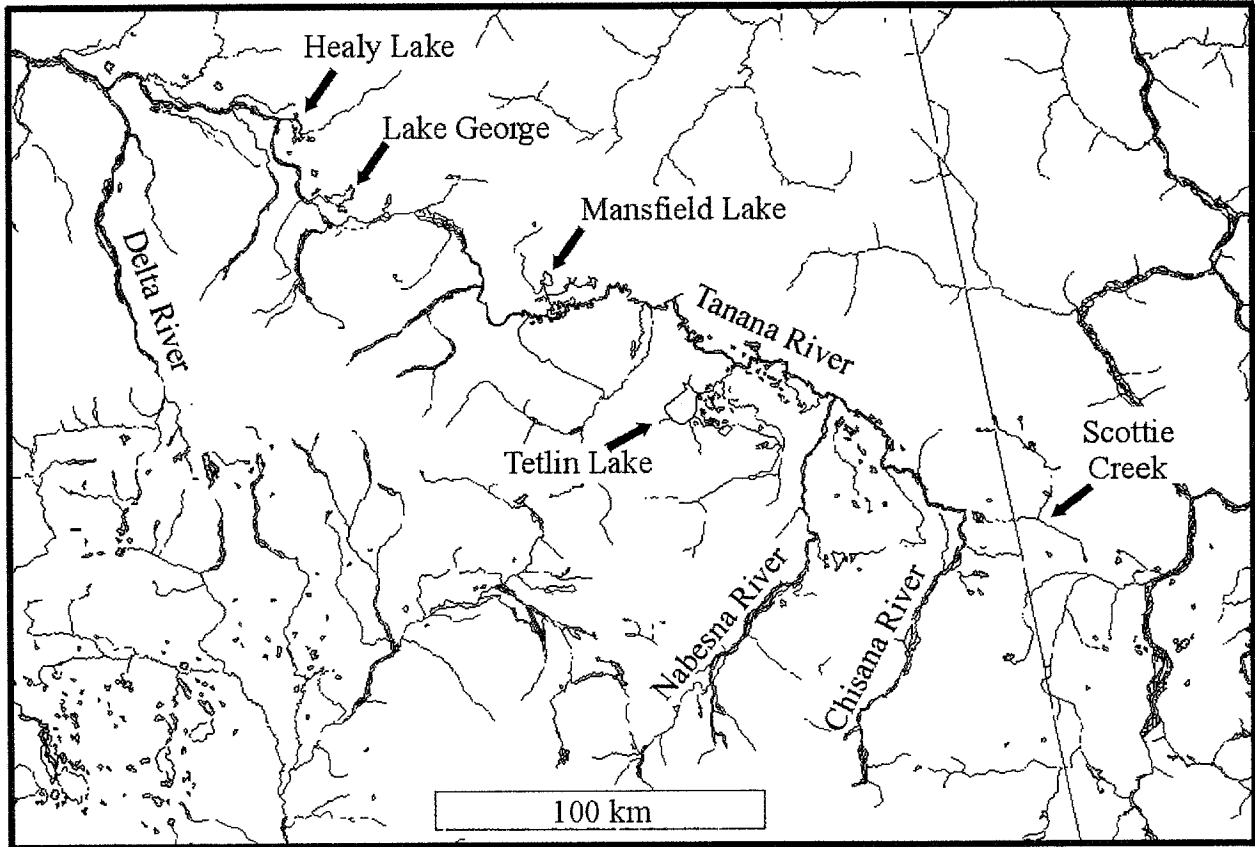 Healy Lake
Lake George
Mansfield Lake
Delta River
Tanana River
Scottie
Creek
Tetlin Lake
Nabesna River
Chisana River
100 km